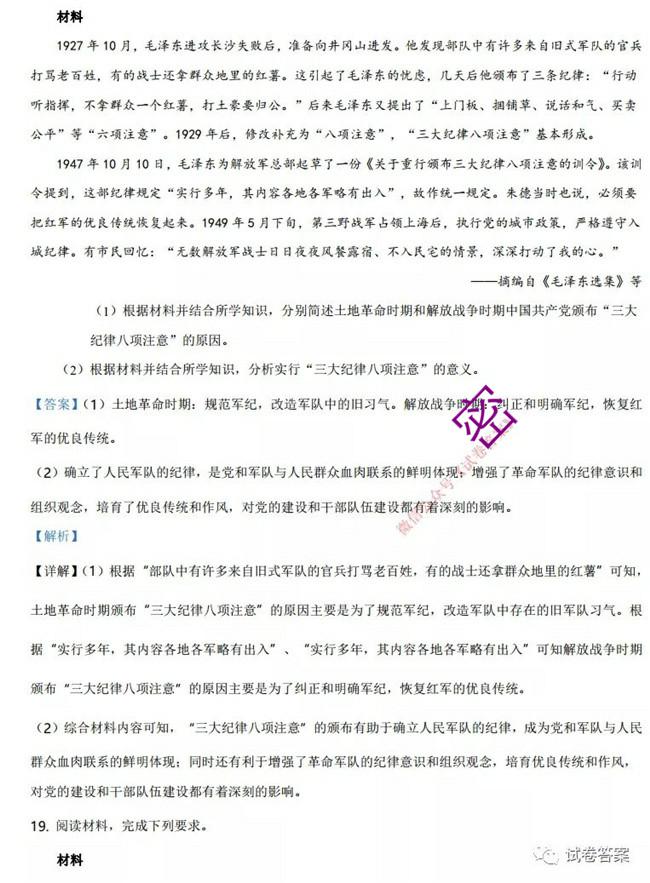 材料
1927 年 10 月，毛泽东进攻长沙失败后，准备向井冈山进发。他发现部队中有许多来自旧式军队的官兵
打骂老百姓，有的战士还拿群众地里的红薯。这引起了毛泽东的忧虑，几天后他颁布了三条纪律：“行动
听指挥，不拿群众一个红薯，打土豪要归公。”后来毛泽东又提出了“上门板、捆铺草、说话和气、买卖
公平”等“六项注意”。1929 年后，修改补充为“八项注意”，“三大纪律八项注意”基本形成。
1947 年 10 月 10 日，毛泽东为解放军总部起草了一份《关于重行颁布三大纪律八项注意的训令》。该训
令提到，这部纪律规定“实行多年，其内容各地各军略有出入”，故作统一规定。朱德当时也说，必须要
把红军的优良传统恢复起来。1949 年 5 月下旬，第三野战军占领上海后，执行党的城市政策，严格遵守入
城纪律。有市民回忆：“无数解放军战士日日夜夜风餐露宿、不入民宅的情景，深深打动了我的心。”
——摘编自《毛泽东选集》等
（1）根据材料并结合所学知识，分别简述土地革命时期和解放战争时期中国共产党颁布“三大
纪律八项注意”的原因。
（2）根据材料并结合所学知识，分析实行“三大纪律八项注意”的意义。
【答案】（1）土地革命时期：规范军纪，改造军队中的旧习气。解放战争时期：纠正和明确军纪，恢复红
军的优良传统。
密
（2）确立了人民军队的纪律，是党和军队与人民群众血肉联系的鲜明体现；增强了革命军队的纪律意识和
组织观念，培育了优良传统和作风，对党的建设和干部队伍建设都有着深刻的影响。
【解析】
【详解】（1）根据“部队中有许多来自旧式军队的官兵打骂老百姓，有的战士还拿群众地里的红薯”可知，
土地革命时期颁布“三大纪律八项注意”的原因主要是为了规范军纪，改造军队中存在的旧军队习气。根
据“实行多年，其内容各地各军略有出入”、“实行多年，其内容各地各军略有出入”可知解放战争时期
颁布“三大纪律八项注意”的原因主要是为了纠正和明确军纪，恢复红军的优良传统。
（2）综合材料内容可知，“三大纪律八项注意”的颁布有助于确立人民军队的纪律，成为党和军队与人民
群众血肉联系的鲜明体现；同时还有利于增强了革命军队的纪律意识和组织观念，培育优良传统和作风，
对党的建设和干部队伍建设都有着深刻的影响。
19. 阅读材料，完成下列要求。
材料
试卷答案